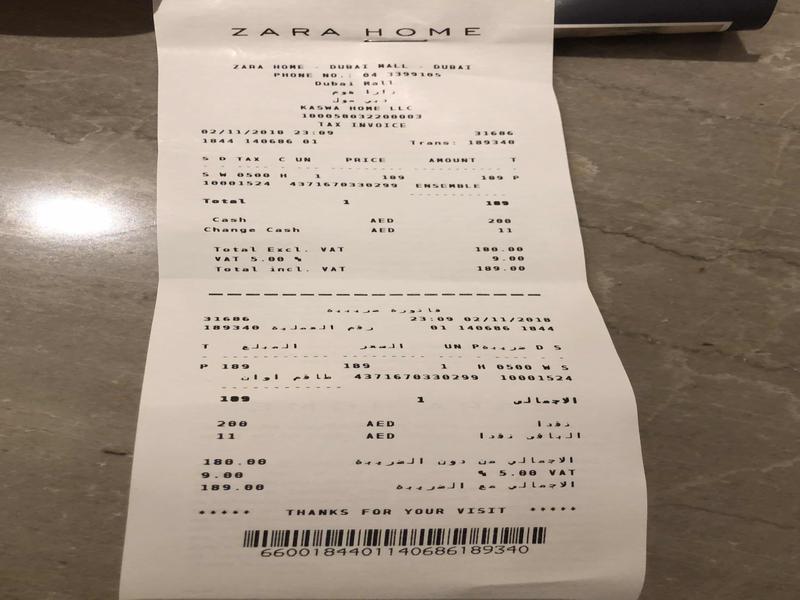 ZARA HOME
ZARA HOME - DUBAI MALL - DUBAI
PHONE NO.: 04 3399105
Dubai Mall
زارا هوم
دبي مول
KASWA HOME LLC
100058032200003
TAX INVOICE
02/11/2018 23:09 31686
1844 140686 01 Trans: 189340
S D TAX C UN PRICE AMOUNT T
S W 0500 H 1 189 189 P
10001524 4371670330299 ENSEMBLE
Total 1 189
Cash AED 200
Change Cash AED 11
Total Excl. VAT 180.00
VAT 5.00 % 9.00
Total incl. VAT 189.00
فاتورة ضريبية
31686 23:09 02/11/2018
189340 رقم العملية 01 140686 1844
T المبلغ السعر UN P ضريبة D S
P 189 189 1 H 0500 W S
طاقم اوان 4371670330299 10001524
189 1 الاجمالي
200 AED نقدا
11 AED الباقي نقدا
180.00 الاجمالي من دون الضريبة
9.00 % 5.00 VAT
189.00 الاجمالي مع الضريبة
***** THANKS FOR YOUR VISIT *****
660018440114068618​9340